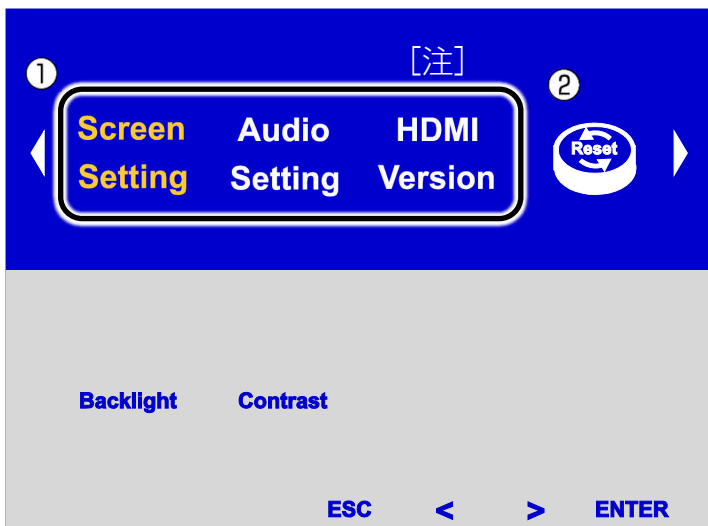 [注]
①
②
Screen Audio HDMI
Setting Setting Version
Reset
Backlight Contrast
ESC < > ENTER